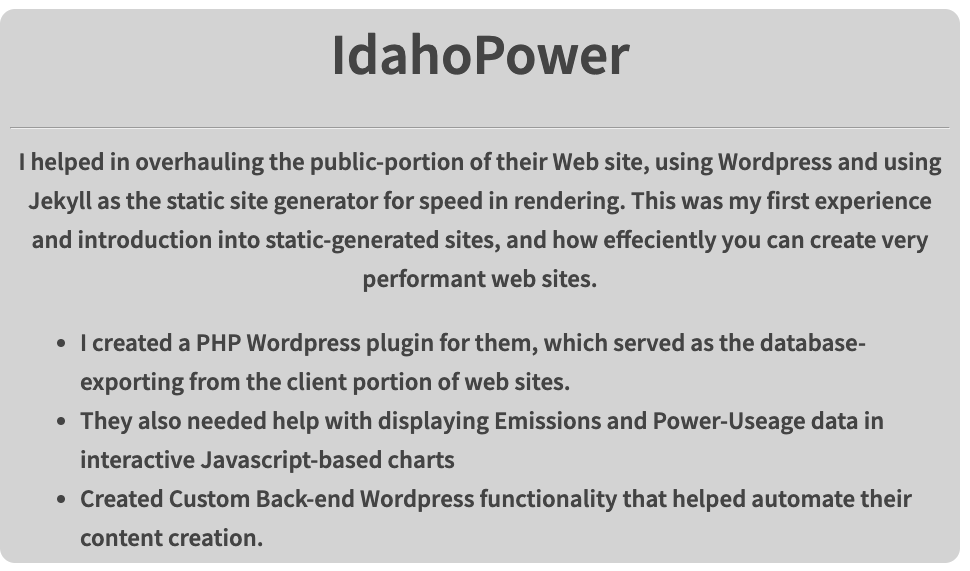 IdahoPower
I helped in overhauling the public-portion of their Web site, using Wordpress and using
Jekyll as the static site generator for speed in rendering. This was my first experience
and introduction into static-generated sites, and how effeciently you can create very
performant web sites.
• I created a PHP Wordpress plugin for them, which served as the database-
exporting from the client portion of web sites.
• They also needed help with displaying Emissions and Power-Useage data in
interactive Javascript-based charts
• Created Custom Back-end Wordpress functionality that helped automate their
content creation.